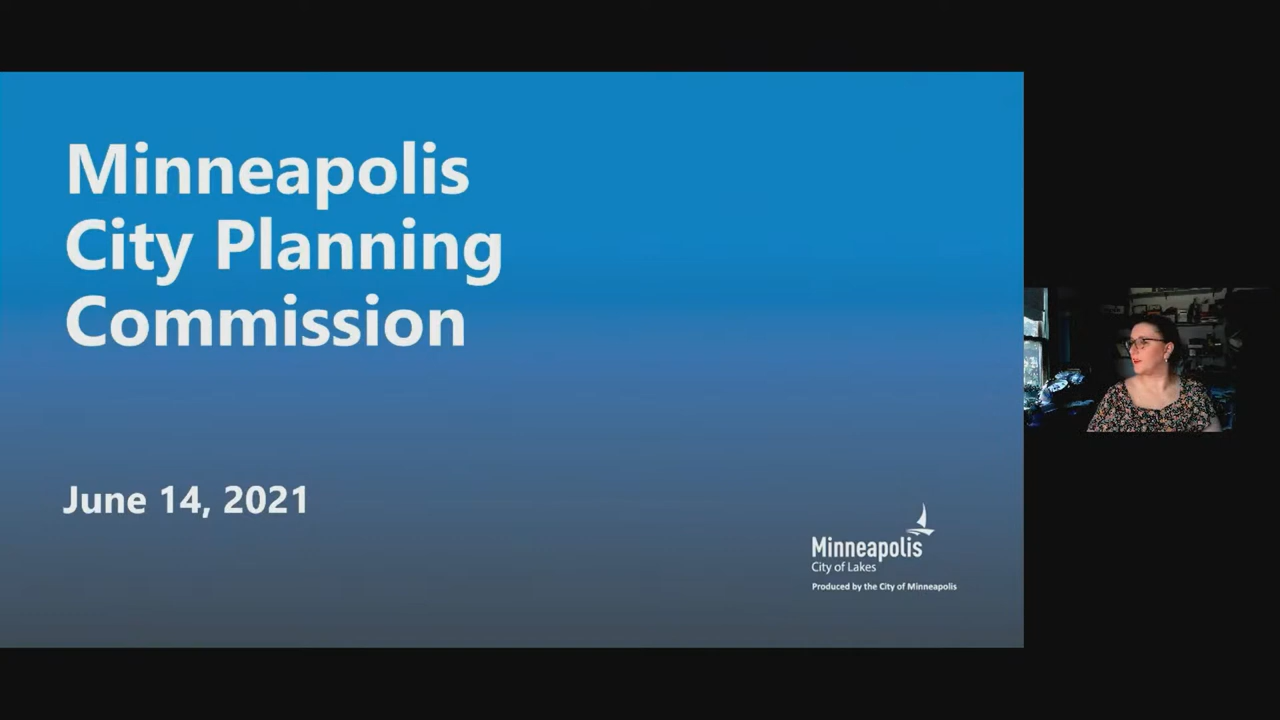 Minneapolis
City Planning
Commission
June 14, 2021
Minneapolis
City of Lakes
Produced by the City of Minneapolis